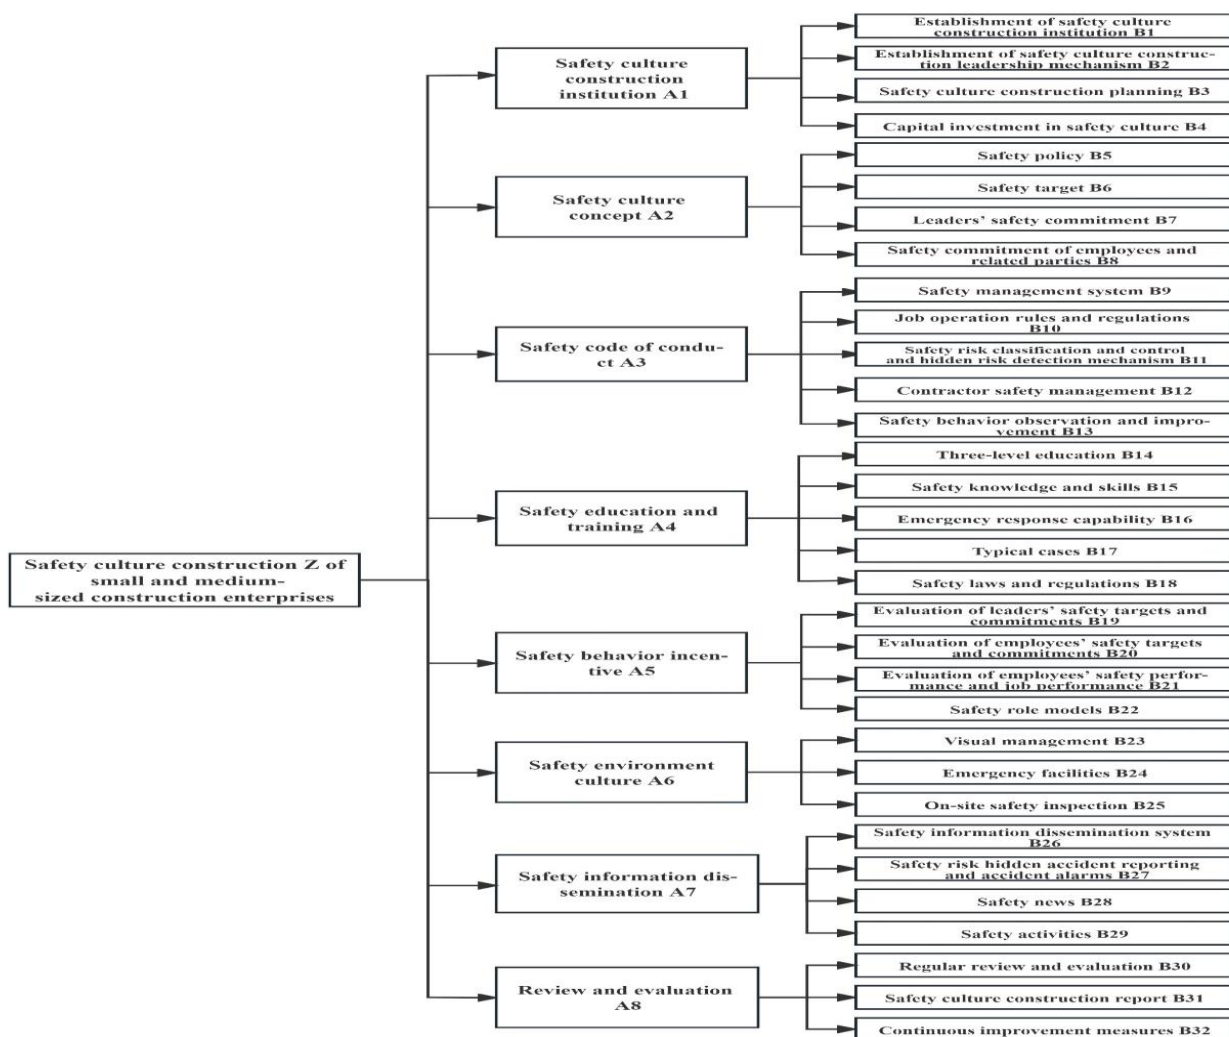 Safety culture construction Z of
small and medium-
sized construction enterprises
Safety culture
construction
institution A1
Establishment of safety culture
construction institution B1
Establishment of safety culture construc-
tion leadership mechanism B2
Safety culture construction planning B3
Capital investment in safety culture B4
Safety culture
concept A2
Safety policy B5
Safety target B6
Leaders' safety commitment B7
Safety commitment of employees and
related parties B8
Safety code of condu-
ct A3
Safety management system B9
Job operation rules and regulations
B10
Safety risk classification and control
and hidden risk detection mechanism B11
Contractor safety management B12
Safety behavior observation and impro-
vement B13
Safety education and
training A4
Three-level education B14
Safety knowledge and skills B15
Emergency response capability B16
Typical cases B17
Safety laws and regulations B18
Safety behavior incen-
tive A5
Evaluation of leaders' safety targets and
commitments B19
Evaluation of employees' safety targets
and commitments B20
Evaluation of employees' safety perfor-
mance and job performance B21
Safety role models B22
Safety environment
culture A6
Visual management B23
Emergency facilities B24
On-site safety inspection B25
Safety information dis-
semination A7
Safety information dissemination system
B26
Safety risk hidden accident reporting
and accident alarms B27
Safety news B28
Safety activities B29
Review and evaluation
A8
Regular review and evaluation B30
Safety culture construction report B31
Continuous improvement measures B32